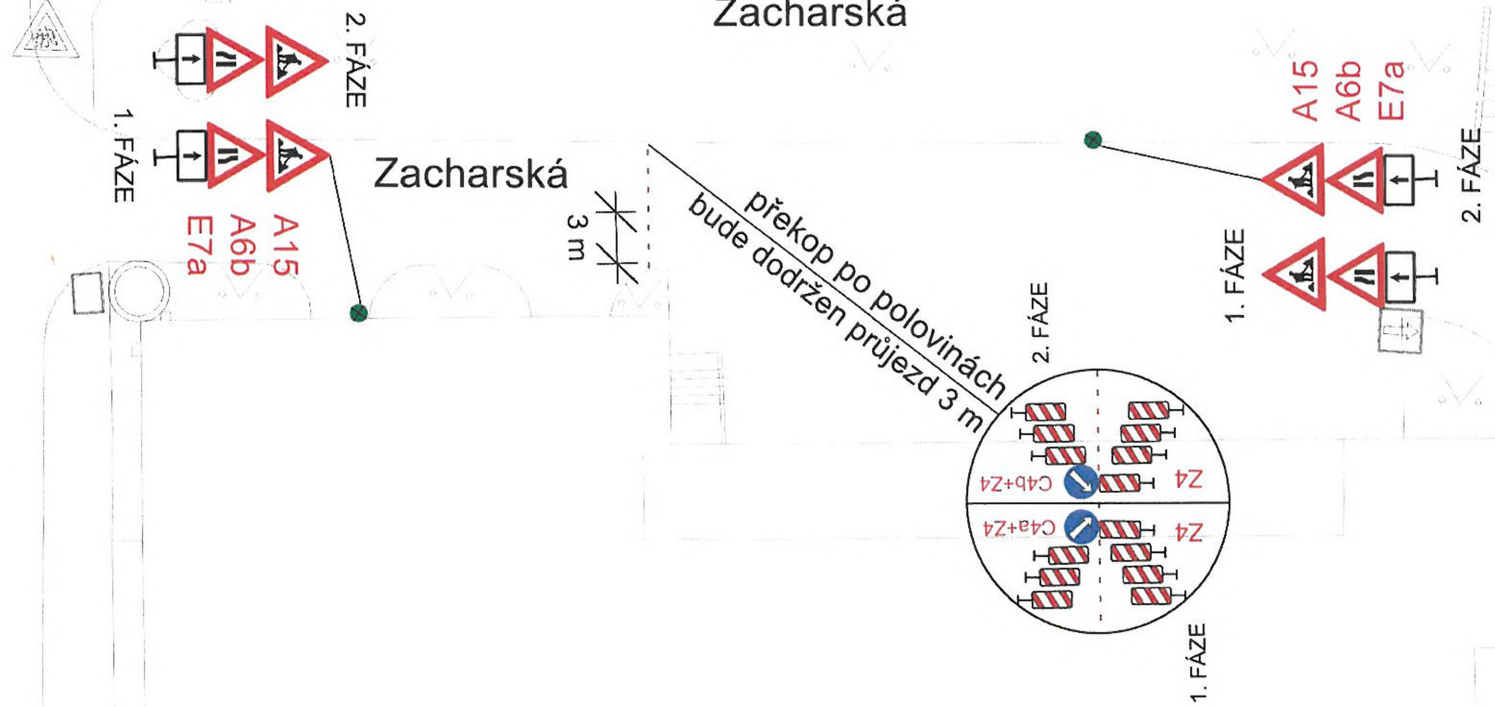 Zacharská
2. FÁZE
1. FÁZE
E7a
A6b
A15
Zacharská
3 m
překop po polovinách
bude dodržen průjezd 3 m
A15
A6b
E7a
2. FÁZE
1. FÁZE
2. FÁZE
C4b+Z4
Z4
C4a+Z4
Z4
1. FÁZE